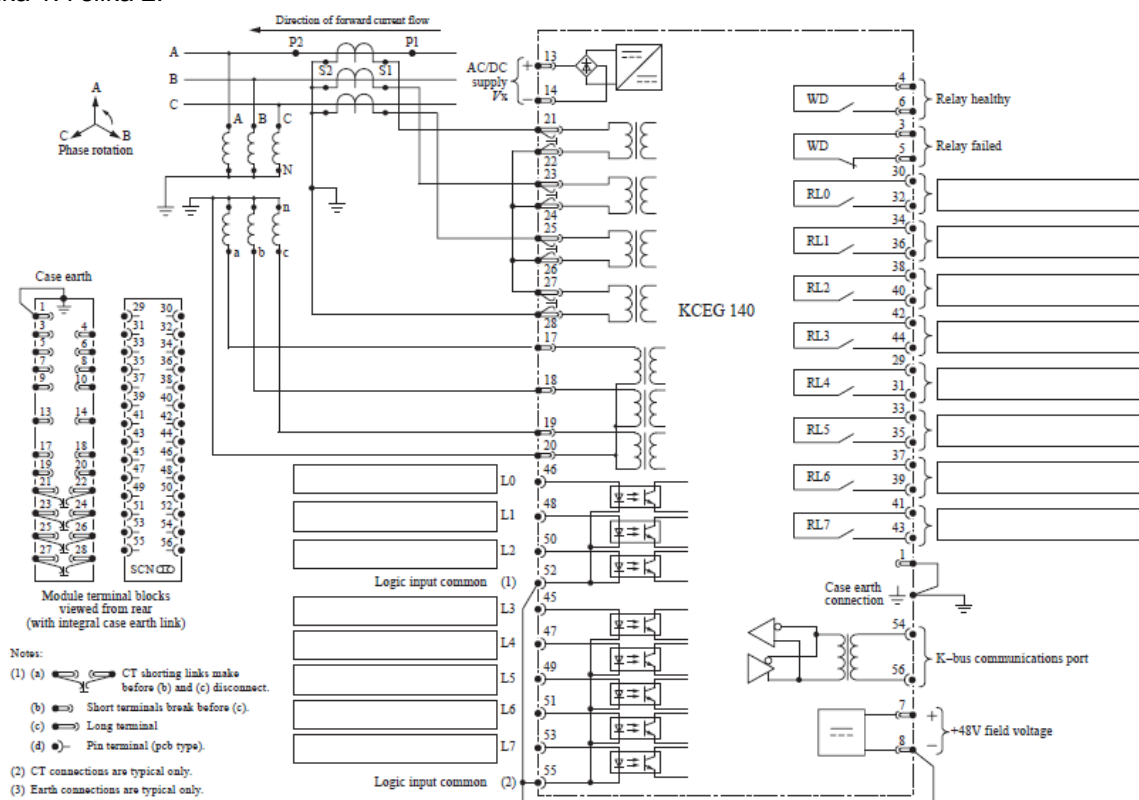 Direction of forward current flow
P2 P1
A
S2 S1
B
C
A B C
N
A
C B
Phase rotation
n
a b c
AC/DC
supply
Vx
+ 13
− 14
21
22
23
24
25
26
27
28
17
18
19
20
KCEG 140
WD 4
6 Relay healthy
WD 3
5 Relay failed
RL0 30
32
RL1 34
36
RL2 38
40
RL3 42
44
RL4 29
31
RL5 33
35
RL6 37
39
RL7 41
43
1
Case earth
connection
54
56
K–bus communications port
7 +
8 −
+48V field voltage
L0 46
L1 48
L2 50
Logic input common (1) 52
L3 45
L4 47
L5 49
L6 51
L7 53
Logic input common (2) 55
Case earth
1 29 30
3 4 31 32
5 6 33 34
7 8 35 36
9 10 37 38
39 40
13 14 41 42
43 44
17 18 45 46
19 20 47 48
21 22 49 50
23 24 51 52
25 26 53 54
27 28 55 56
SCN
Module terminal blocks
viewed from rear
(with integral case earth link)
Notes:
(1) (a) CT shorting links make
before (b) and (c) disconnect.
(b) Short terminals break before (c).
(c) Long terminal
(d) Pin terminal (pcb type).
(2) CT connections are typical only.
(3) Earth connections are typical only.